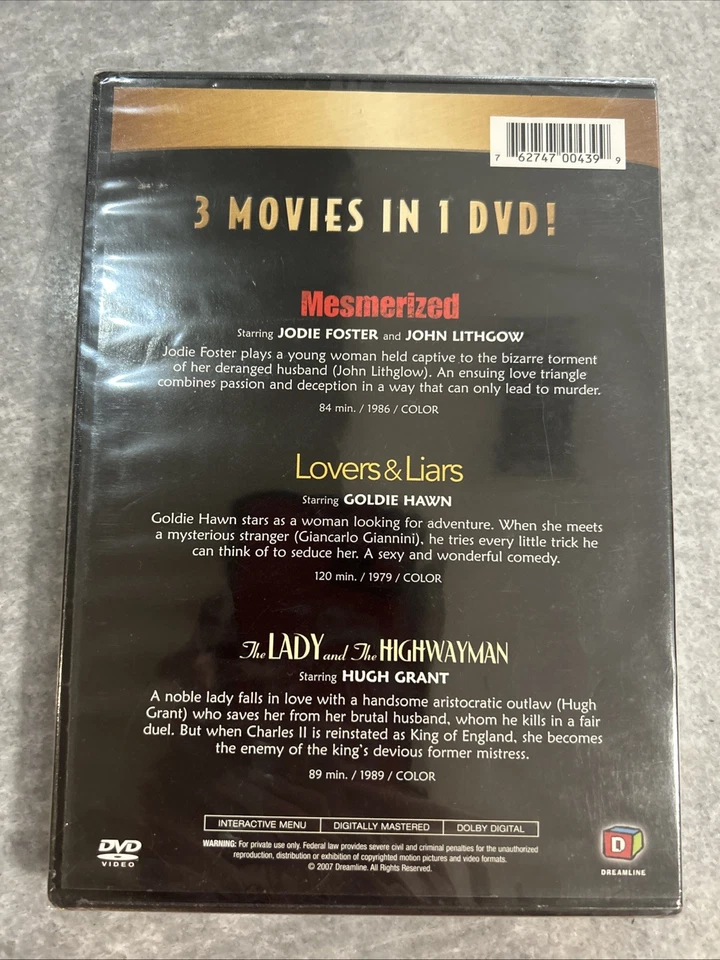 7 62747 00439 9
3 MOVIES IN 1 DVD!
Mesmerized
Starring JODIE FOSTER and JOHN LITHGOW
Jodie Foster plays a young woman held captive to the bizarre torment
of her deranged husband (John Lithglow). An ensuing love triangle
combines passion and deception in a way that can only lead to murder.
84 min. / 1986 / COLOR
Lovers & Liars
Starring GOLDIE HAWN
Goldie Hawn stars as a woman looking for adventure. When she meets
a mysterious stranger (Giancarlo Giannini), he tries every little trick he
can think of to seduce her. A sexy and wonderful comedy.
120 min. / 1979 / COLOR
The LADY and The HIGHWAYMAN
Starring HUGH GRANT
A noble lady falls in love with a handsome aristocratic outlaw (Hugh
Grant) who saves her from her brutal husband, whom he kills in a fair
duel. But when Charles II is reinstated as King of England, she becomes
the enemy of the king's devious former mistress.
89 min. / 1989 / COLOR
INTERACTIVE MENU | DIGITALLY MASTERED | DOLBY DIGITAL
WARNING: For private use only. Federal law provides severe civil and criminal penalties for the unauthorized
reproduction, distribution or exhibition of copyrighted motion pictures and video formats.
© 2007 Dreamline. All Rights Reserved.
DVD
VIDEO
D
DREAMLINE